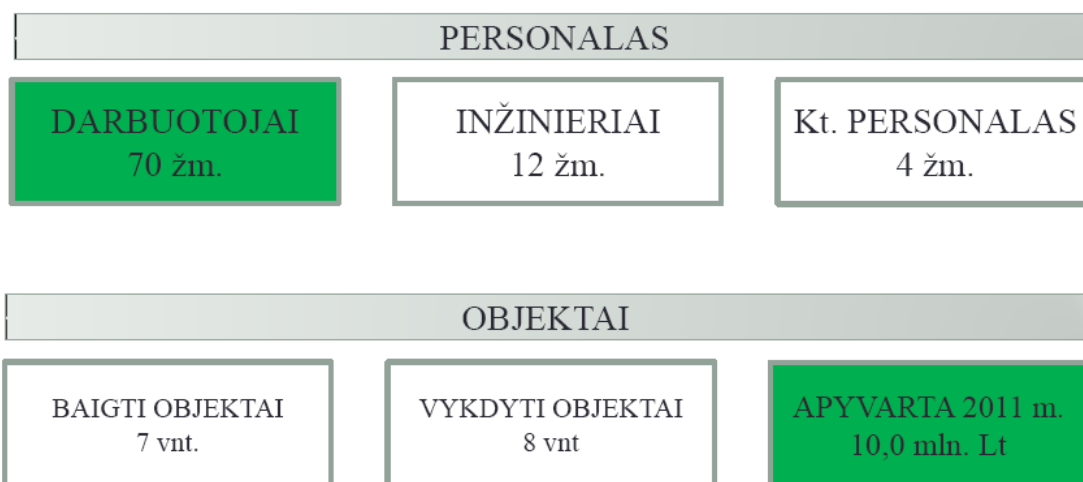 PERSONALAS
DARBUOTOJAI
70 žm.
INŽINIERIAI
12 žm.
Kt. PERSONALAS
4 žm.
OBJEKTAI
BAIGTI OBJEKTAI
7 vnt.
VYKDYTI OBJEKTAI
8 vnt
APYVARTA 2011 m.
10,0 mln. Lt